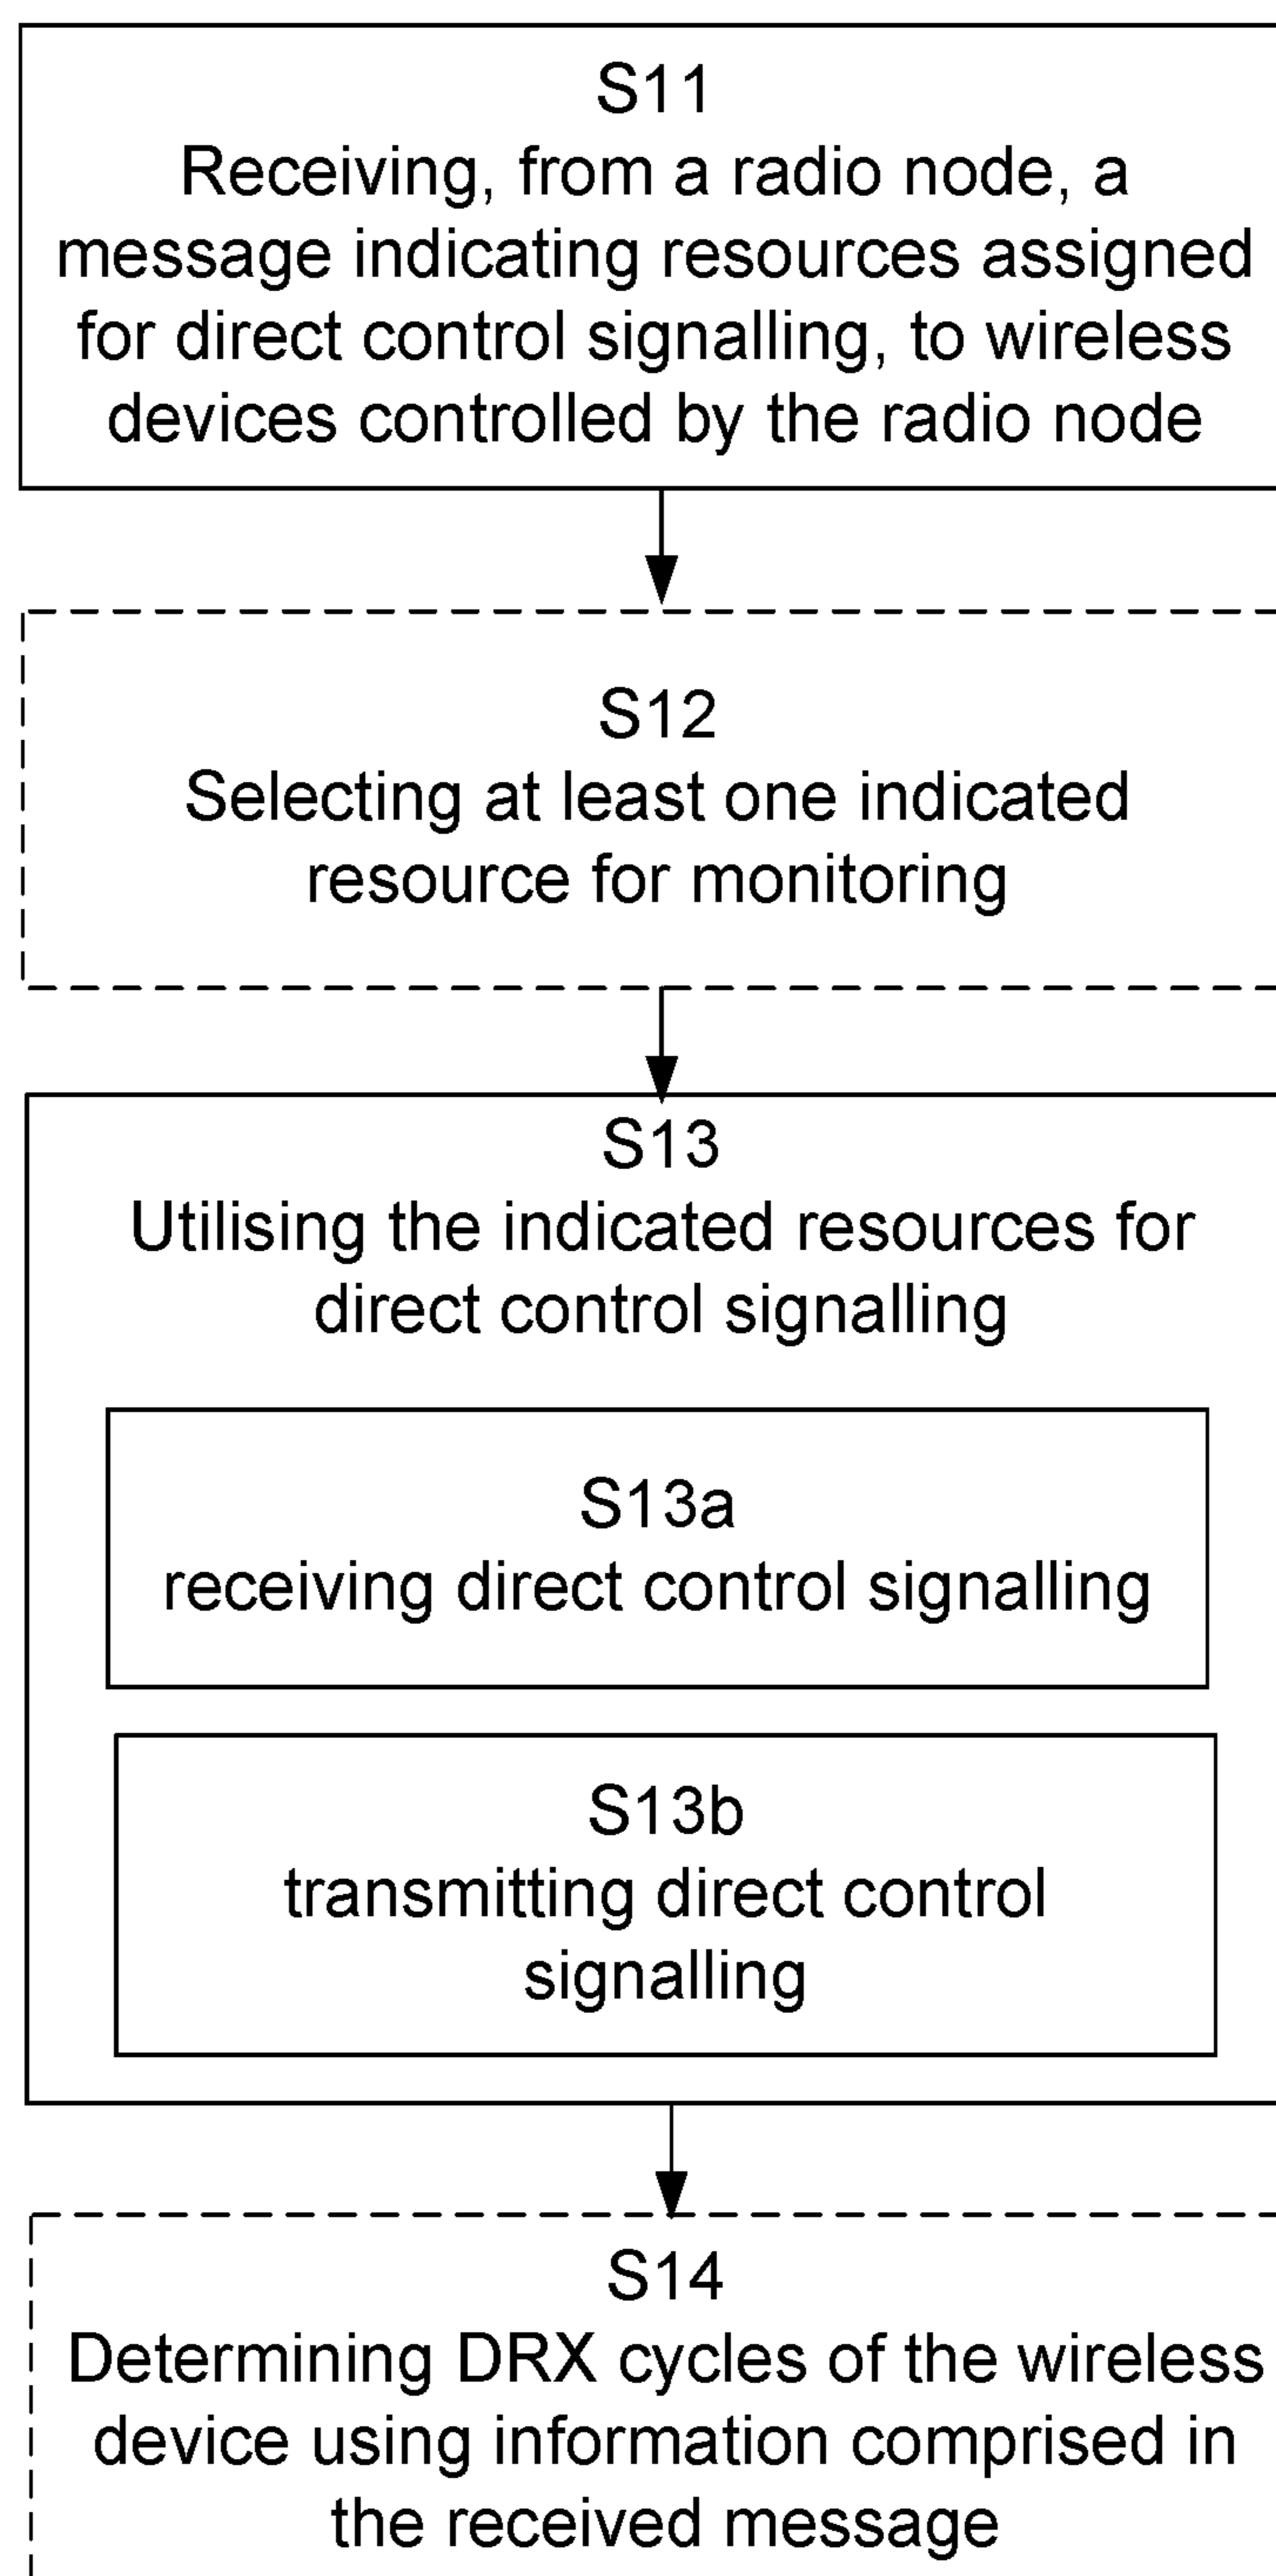 S11
Receiving, from a radio node, a
message indicating resources assigned
for direct control signalling, to wireless
devices controlled by the radio node
S12
Selecting at least one indicated
resource for monitoring
S13
Utilising the indicated resources for
direct control signalling
S13a
receiving direct control signalling
S13b
transmitting direct control
signalling
S14
Determining DRX cycles of the wireless
device using information comprised in
the received message